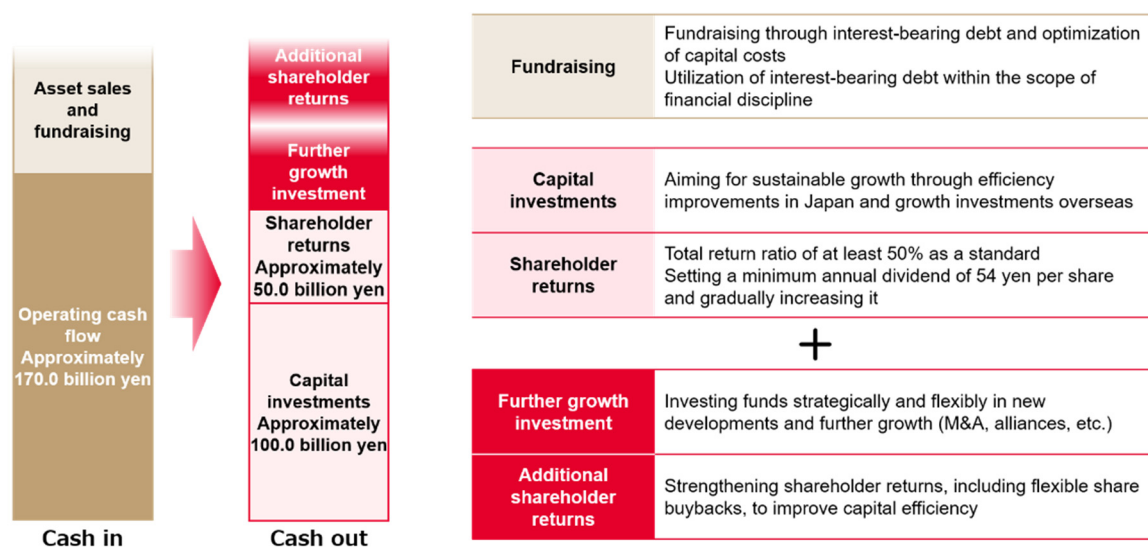 Asset sales
and
fundraising
Operating cash
flow
Approximately
170.0 billion yen
Cash in
Additional
shareholder
returns
Further
growth
investment
Shareholder
returns
Approximately
50.0 billion yen
Capital
investments
Approximately
100.0 billion yen
Cash out
Fundraising
Fundraising through interest-bearing debt and optimization
of capital costs
Utilization of interest-bearing debt within the scope of
financial discipline
Capital
investments
Aiming for sustainable growth through efficiency
improvements in Japan and growth investments overseas
Shareholder
returns
Total return ratio of at least 50% as a standard
Setting a minimum annual dividend of 54 yen per share
and gradually increasing it
+
Further growth
investment
Investing funds strategically and flexibly in new
developments and further growth (M&A, alliances, etc.)
Additional
shareholder
returns
Strengthening shareholder returns, including flexible share
buybacks, to improve capital efficiency